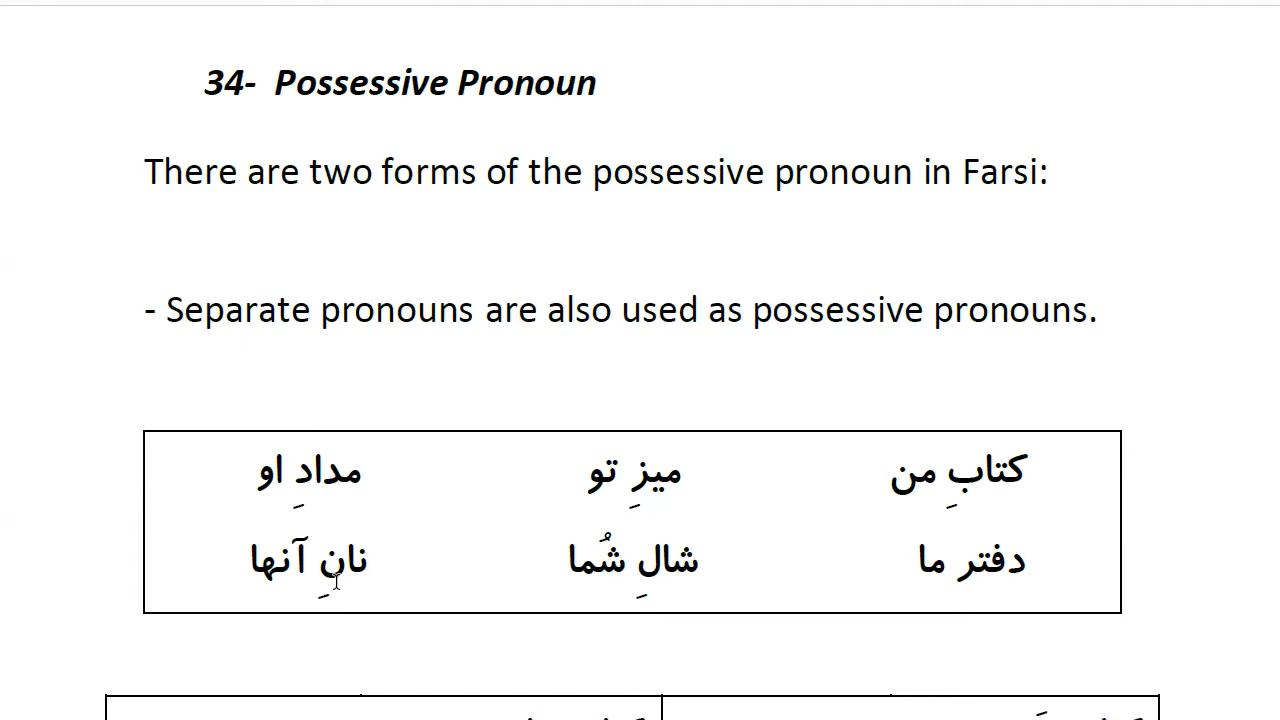 34- Possessive Pronoun
There are two forms of the possessive pronoun in Farsi:
- Separate pronouns are also used as possessive pronouns.
کتابِ من میزِ تو مدادِ او
دفتر ما شالِ شُما نانِ آنها